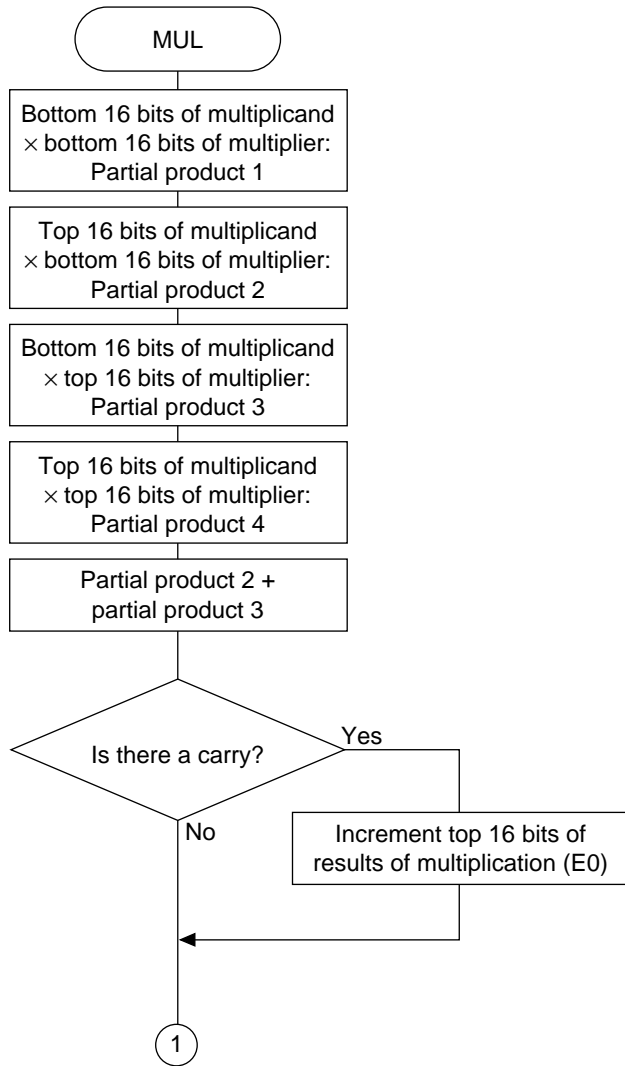 MUL
Bottom 16 bits of multiplicand
× bottom 16 bits of multiplier:
Partial product 1
Top 16 bits of multiplicand
× bottom 16 bits of multiplier:
Partial product 2
Bottom 16 bits of multiplicand
× top 16 bits of multiplier:
Partial product 3
Top 16 bits of multiplicand
× top 16 bits of multiplier:
Partial product 4
Partial product 2 +
partial product 3
Is there a carry?
Yes
No
Increment top 16 bits of
results of multiplication (E0)
1